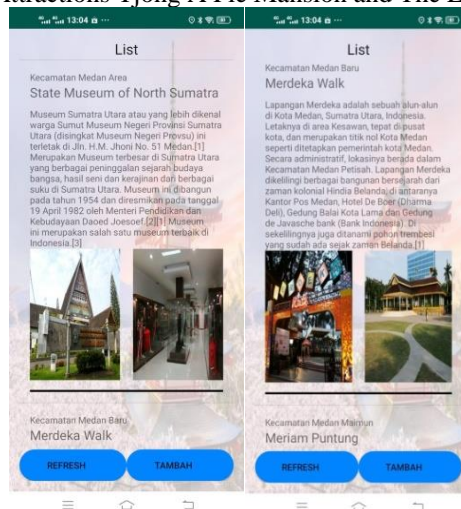 Attractions Tjong A Fie Mansion and The
13:04
List
Kecamatan Medan Area
State Museum of North Sumatra
Museum Sumatra Utara atau yang lebih dikenal
warga Sumut Museum Negeri Provinsi Sumatra
Utara (disingkat Museum Negeri Provsu) ini
terletak di Jln. H.M. Jhoni No. 51 Medan.[1]
Merupakan Museum terbesar di Sumatra Utara
yang berbagai peninggalan sejarah budaya
bangsa, hasil seni dan kerajinan dari berbagai
suku di Sumatra Utara. Museum ini dibangun
pada tahun 1954 dan diresmikan pada tanggal
19 April 1982 oleh Menteri Pendidikan dan
Kebudayaan Daoed Joesoef.[2][1] Museum
ini merupakan salah satu museum terbaik di
Indonesia.[3]
Kecamatan Medan Baru
Merdeka Walk
REFRESH
TAMBAH
13:04
List
Kecamatan Medan Baru
Merdeka Walk
Lapangan Merdeka adalah sebuah alun-alun
di Kota Medan, Sumatra Utara, Indonesia.
Letaknya di area Kesawan, tepat di pusat
kota, dan merupakan titik nol Kota Medan
seperti ditetapkan pemerintah kota Medan.
Secara administratif, lokasinya berada dalam
Kecamatan Medan Petisah. Lapangan Merdeka
dikelilingi berbagai bangunan bersejarah dari
zaman kolonial Hindia Belanda, di antaranya
Kantor Pos Medan, Hotel De Boer (Dharma
Deli), Gedung Balai Kota Lama dan Gedung
de Javasche bank (Bank Indonesia). Di
sekelilingnya juga ditanami pohon trembesi
yang sudah ada sejak zaman Belanda.[1]
Kecamatan Medan Maimun
Meriam Puntung
REFRESH
TAMBAH